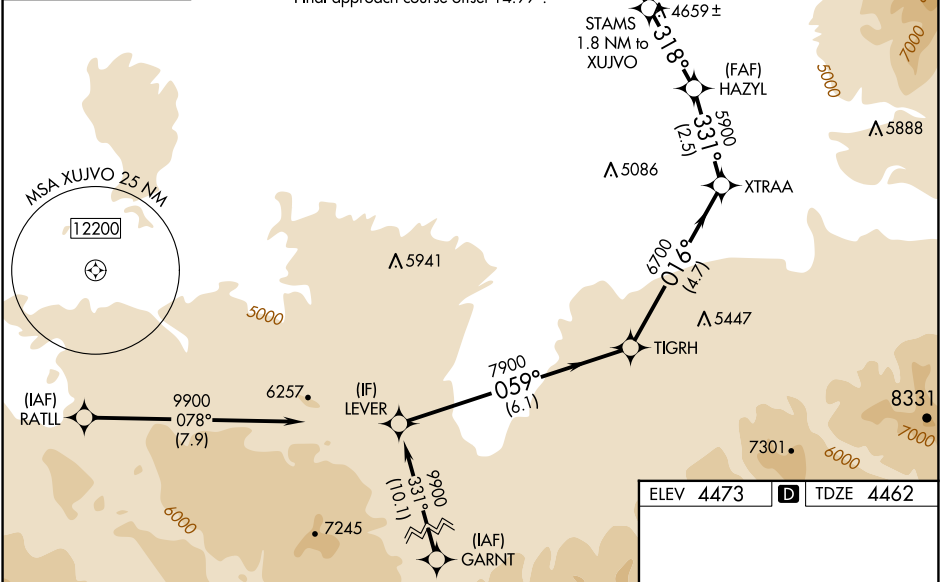 Final approach course offset 14.99°.
4659±
STAMS
1.8 NM to
XUJVO
318°
(FAF)
HAZYL
7000
5000
5888
5900
331°
(2.5)
5086
XTRAA
MSA XUJVO 25 NM
12200
5941
6700
016°
(4.7)
5000
5447
TIGRH
7900
059°
(6.1)
(IAF)
RATLL
9900
078°
(7.9)
6257
(IF)
LEVER
8331
7000
7301
6000
9900
331°
(10.1)
6000
7245
(IAF)
GARNT
ELEV 4473
D
TDZE 4462